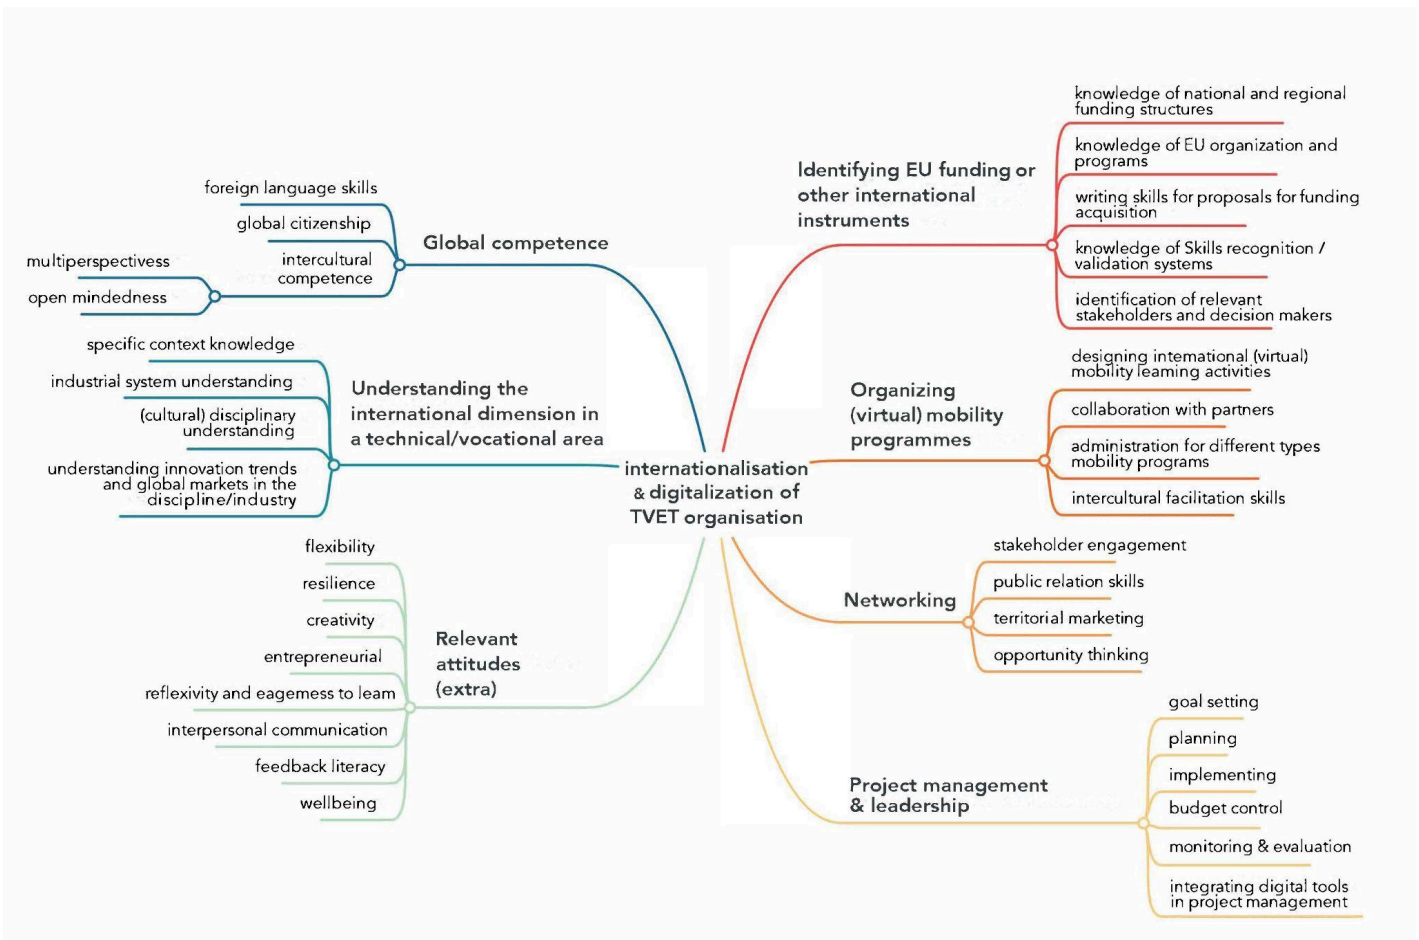 internationalisation
& digitalization of
TVET organisation
Global competence
foreign language skills
global citizenship
intercultural
competence
multiperspectivess
open mindedness
Understanding the
international dimension in
a technical/vocational area
specific context knowledge
industrial system understanding
(cultural) disciplinary
understanding
understanding innovation trends
and global markets in the
discipline/industry
Relevant
attitudes
(extra)
flexibility
resilience
creativity
entrepreneurial
reflexivity and eagemess to leam
interpersonal communication
feedback literacy
wellbeing
Identifying EU funding or
other international
instruments
knowledge of national and regional
funding structures
knowledge of EU organization and
programs
writing skills for proposals for funding
acquisition
knowledge of Skills recognition /
validation systems
identification of relevant
stakeholders and decision makers
Organizing
(virtual) mobility
programmes
designing international (virtual)
mobility leaming activities
collaboration with partners
administration for different types
mobility programs
intercultural facilitation skills
Networking
stakeholder engagement
public relation skills
territorial marketing
opportunity thinking
Project management
& leadership
goal setting
planning
implementing
budget control
monitoring & evaluation
integrating digital tools
in project management